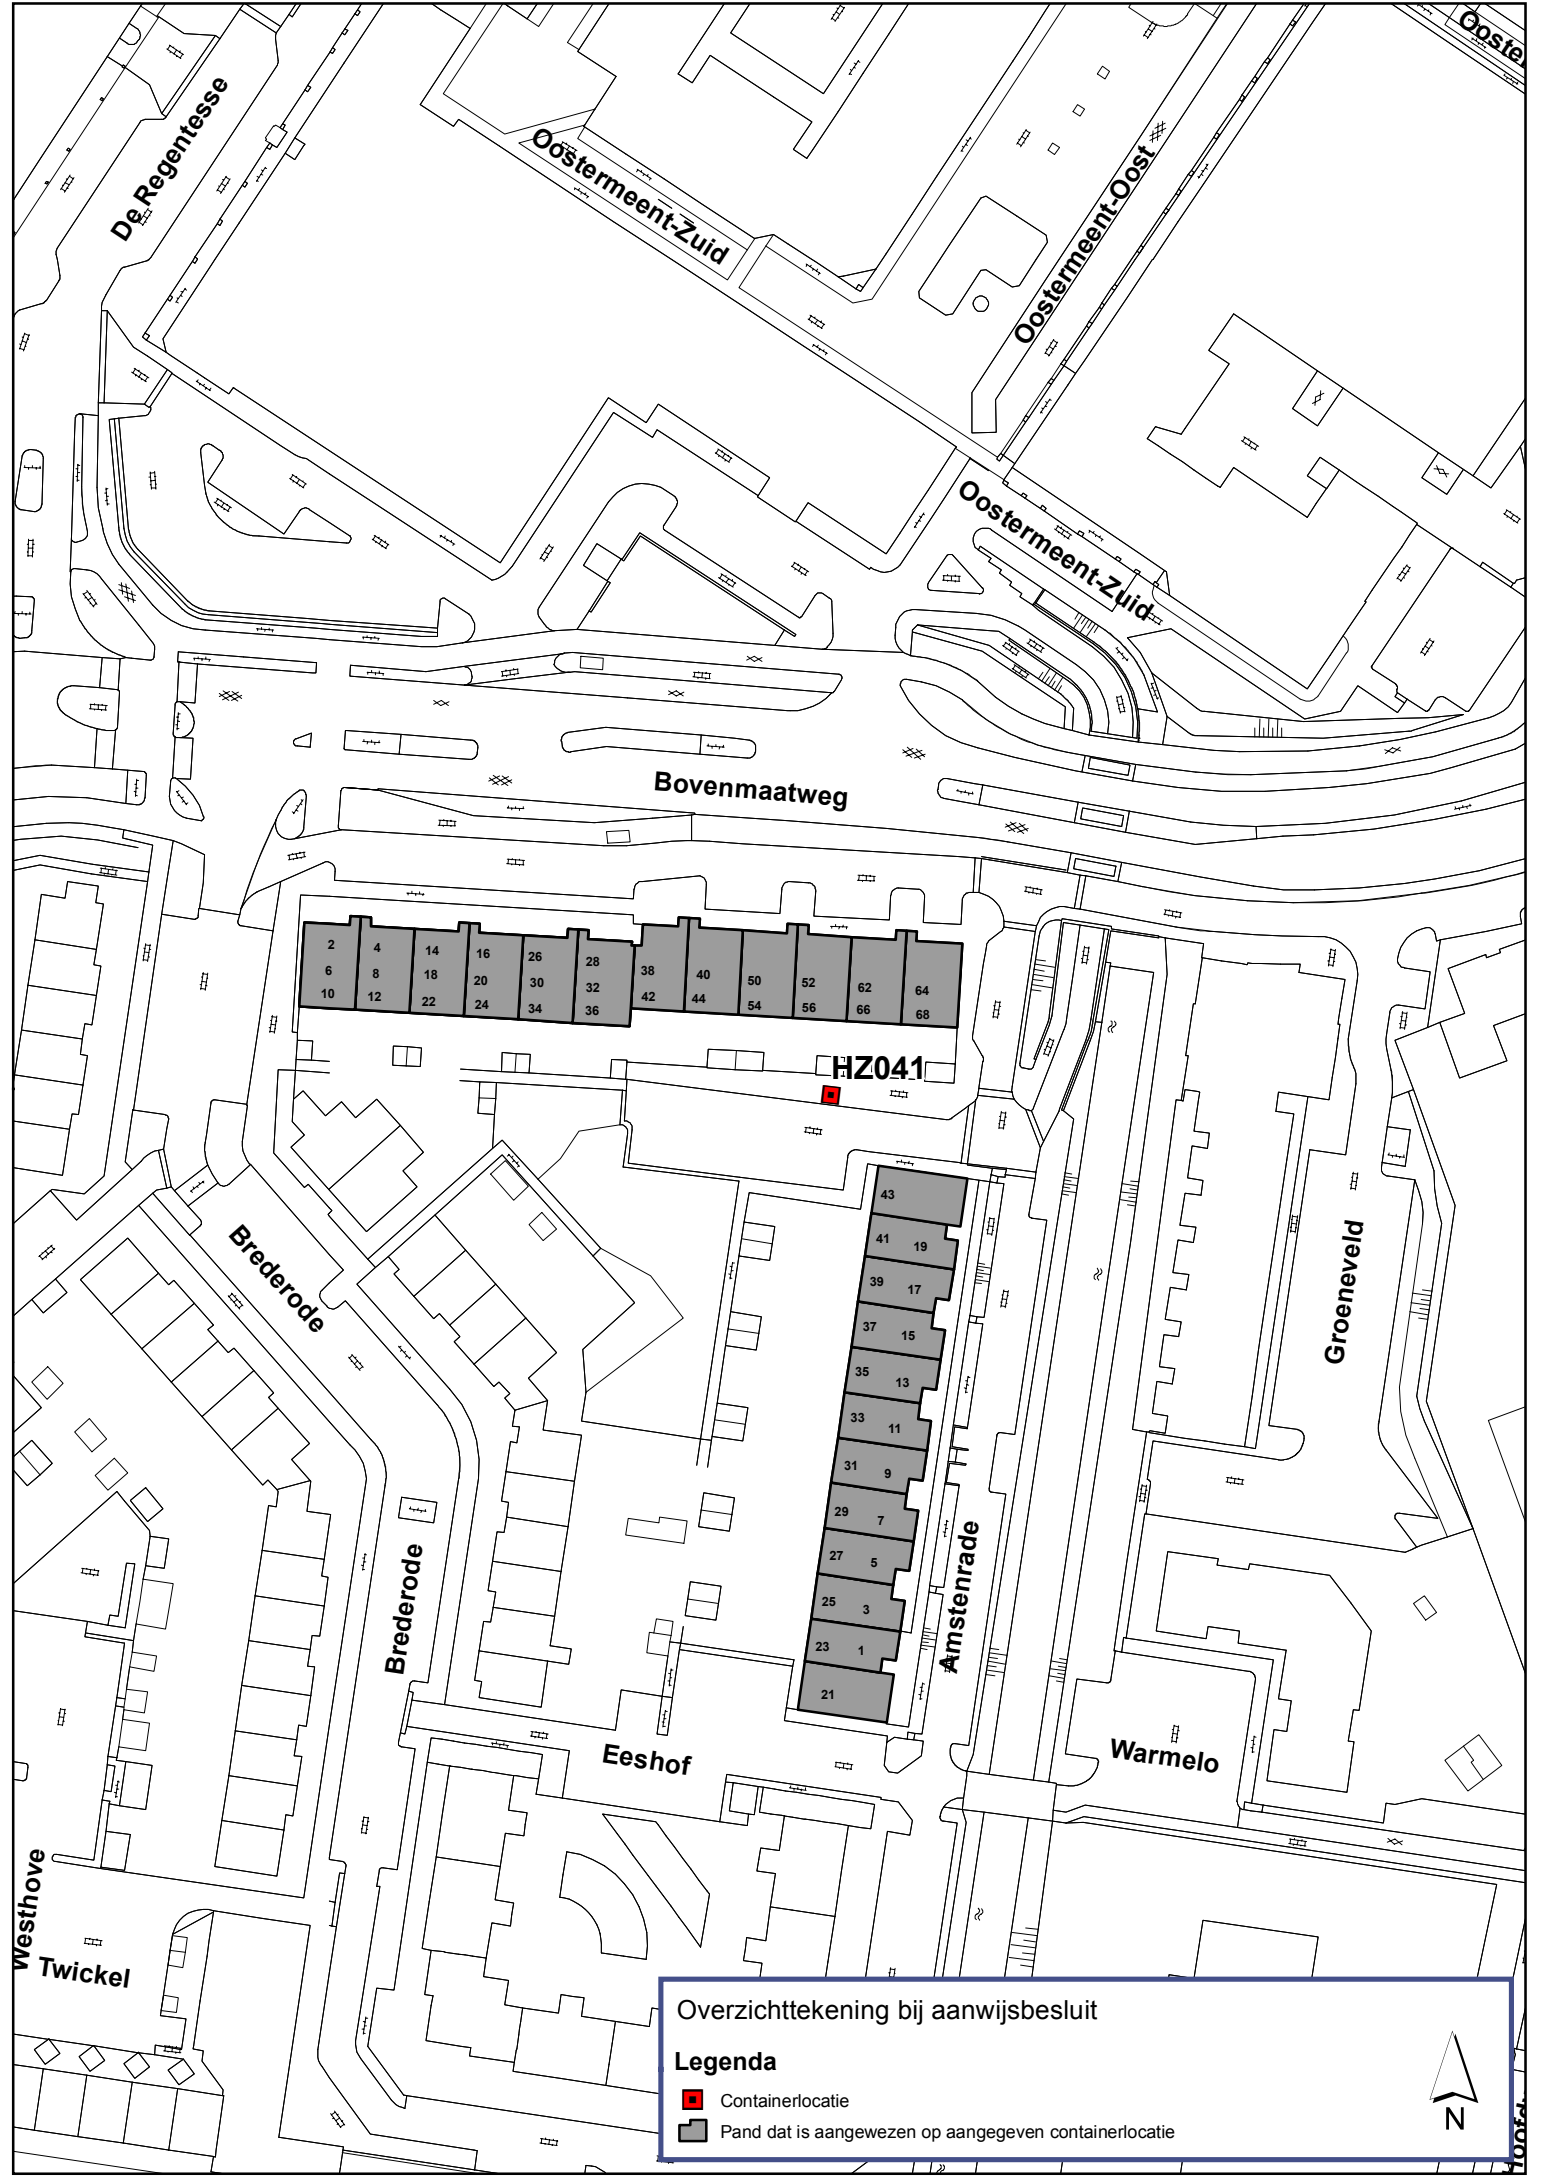 Ooste
De Regentesse
Oostermeent-Zuid
Oostermeent-Oost
Oostermeent-Zuid
Bovenmaatweg
2 4 14 16 26 28 38 40 50 52 62 64
6 8 18 20 30 32 42 44 54 56 66 68
10 12 22 24 34 36
HZ041
43
41 19
39 17
37 15
35 13
33 11
31 9
29 7
27 5
25 3
23 1
21
Brederode
Groeneveld
Brederode
Amstenrade
Eeshof
Warmelo
Westhove
Twickel
Overzichttekening bij aanwijsbesluit
Legenda
Containerlocatie
Pand dat is aangewezen op aangegeven containerlocatie
N